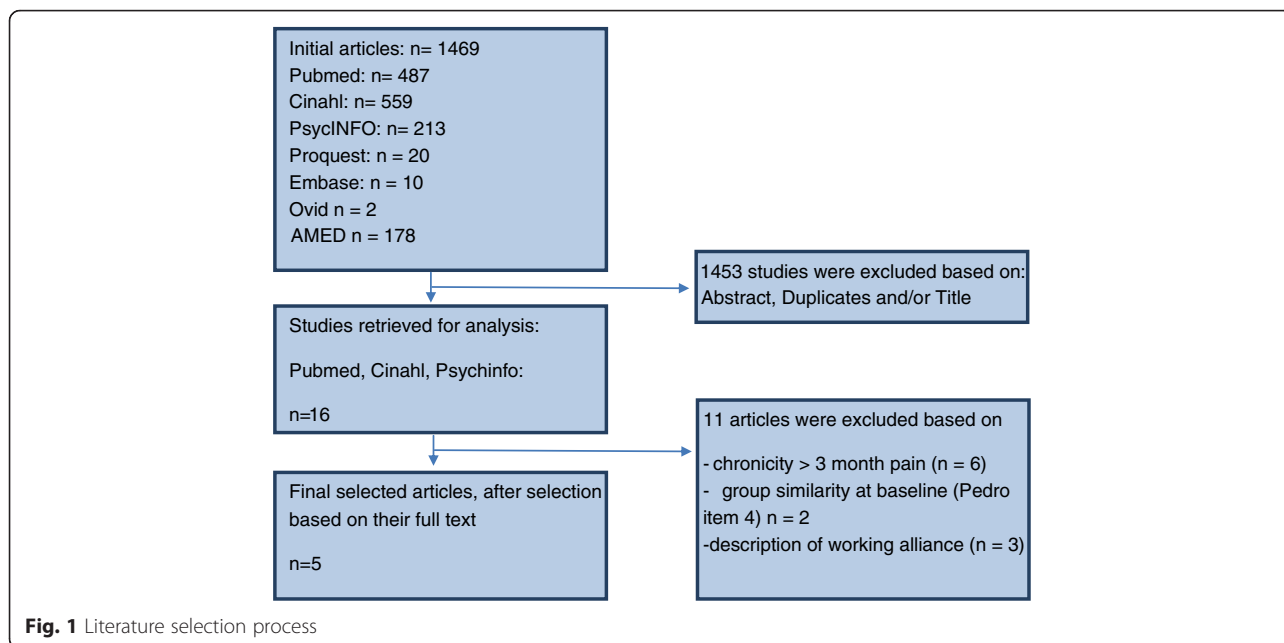 Initial articles: n= 1469
Pubmed: n= 487
Cinahl: n= 559
PsycINFO: n= 213
Proquest: n = 20
Embase: n = 10
Ovid n = 2
AMED n = 178
1453 studies were excluded based on:
Abstract, Duplicates and/or Title
Studies retrieved for analysis:
Pubmed, Cinahl, Psychinfo:
n=16
11 articles were excluded based on
- chronicity > 3 month pain (n = 6)
- group similarity at baseline (Pedro
item 4) n = 2
-description of working alliance (n = 3)
Final selected articles, after selection
based on their full text
n=5
Fig. 1 Literature selection process